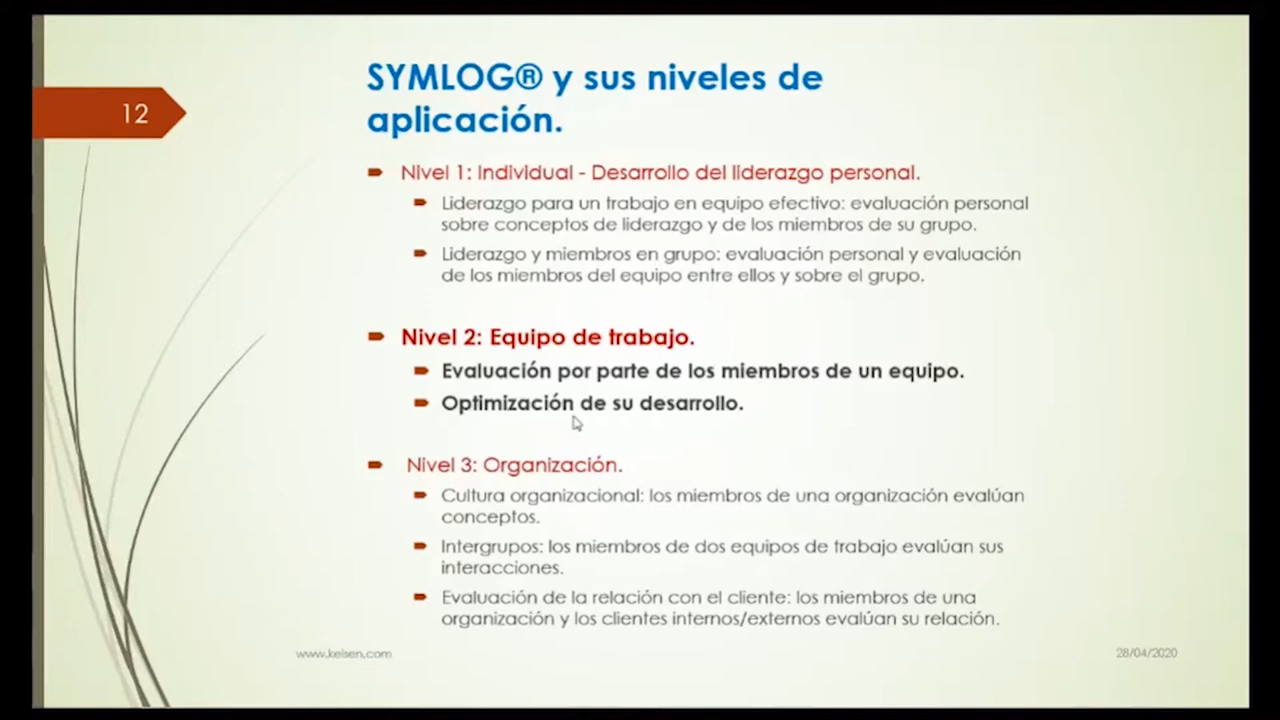 12
SYMLOG® y sus niveles de
aplicación.
Nivel 1: Individual - Desarrollo del liderazgo personal.
Liderazgo para un trabajo en equipo efectivo: evaluación personal
sobre conceptos de liderazgo y de los miembros de su grupo.
Liderazgo y miembros en grupo: evaluación personal y evaluación
de los miembros del equipo entre ellos y sobre el grupo.
Nivel 2: Equipo de trabajo.
Evaluación por parte de los miembros de un equipo.
Optimización de su desarrollo.
Nivel 3: Organización.
Cultura organizacional: los miembros de una organización evalúan
conceptos.
Intergrupos: los miembros de dos equipos de trabajo evalúan sus
interacciones.
Evaluación de la relación con el cliente: los miembros de una
organización y los clientes internos/externos evalúan su relación.
www.kelsen.com
28/04/2020